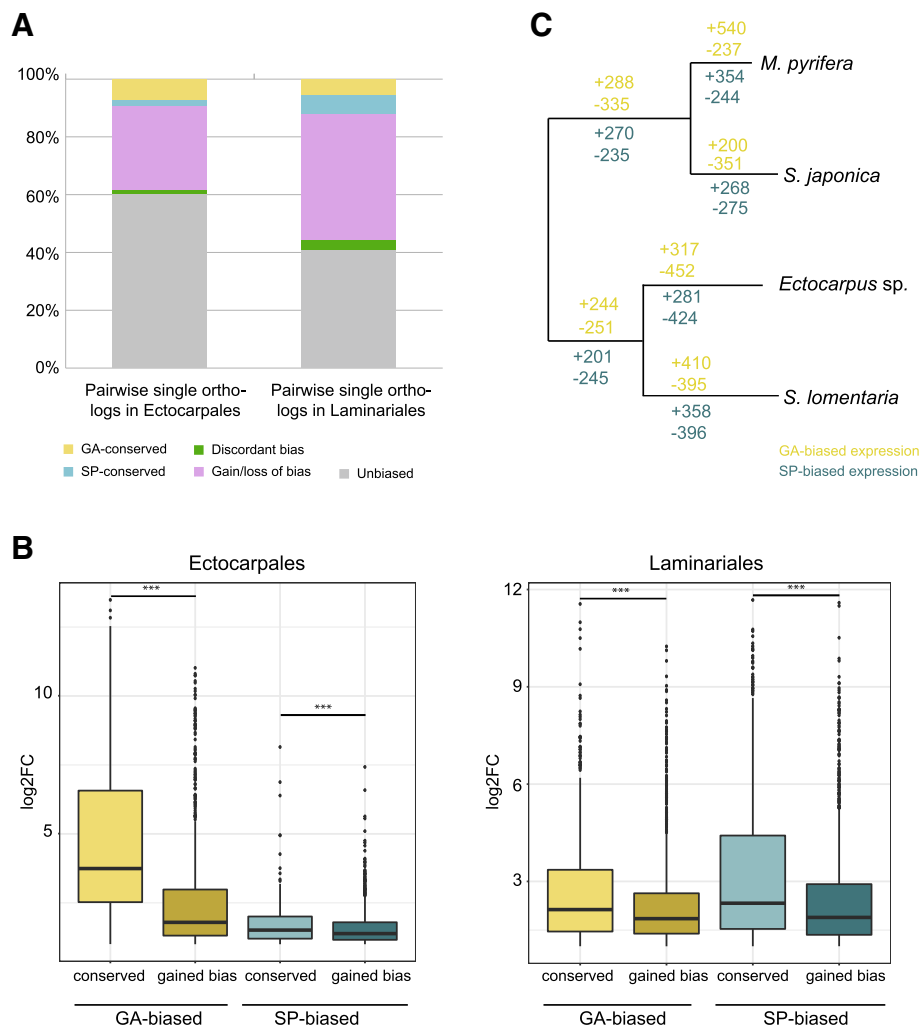 A
100%
80%
60%
40%
20%
0%
Pairwise single ortho-
logs in Ectocarpales
Pairwise single ortho-
logs in Laminariales
GA-conserved
SP-conserved
Discordant bias
Gain/loss of bias
Unbiased
C
+540
-237
M. pyrifera
+354
-244
+288
-335
+270
-235
+200
-351
S. japonica
+268
-275
+317
-452
Ectocarpus sp.
+281
-424
+244
-251
+201
-245
+410
-395
S. lomentaria
+358
-396
GA-biased expression
SP-biased expression
B
Ectocarpales
***
***
10
5
log2FC
conserved
gained bias
conserved
gained bias
GA-biased
SP-biased
Laminariales
***
***
12
9
6
3
log2FC
conserved
gained bias
conserved
gained bias
GA-biased
SP-biased